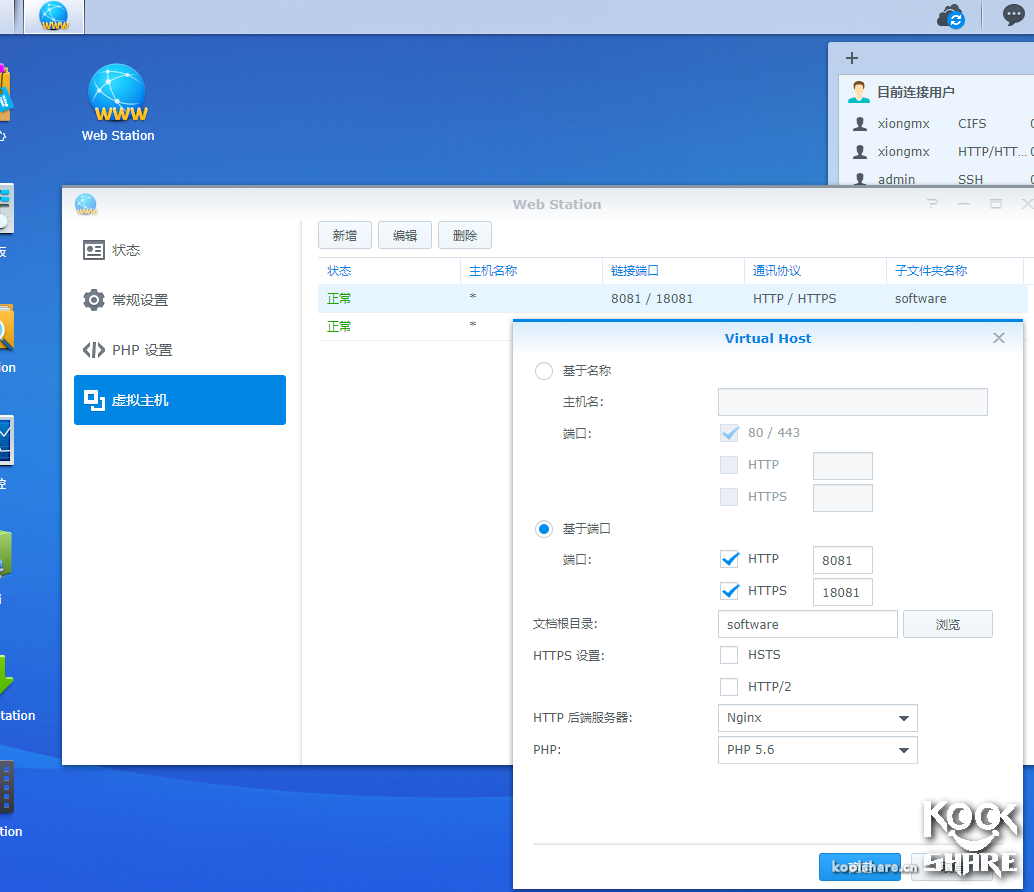 www
目前连接用户
www
Web Station
xiongmx CIFS
xiongmx HTTP/HTT...
admin SSH
Web Station
新增 编辑 删除
状态
常规设置
PHP 设置
虚拟主机
状态 主机名称 链接端口 通讯协议 子文件夹名称
正常 * 8081 / 18081 HTTP / HTTPS software
正常 *
Virtual Host
基于名称
主机名:
端口: 80 / 443
HTTP
HTTPS
基于端口
端口: HTTP 8081
HTTPS 18081
文档根目录: software 浏览
HTTPS 设置: HSTS
HTTP/2
HTTP 后端服务器: Nginx
PHP: PHP 5.6
ion
tation
tion
KOOL
SHARE
koolshare.cn